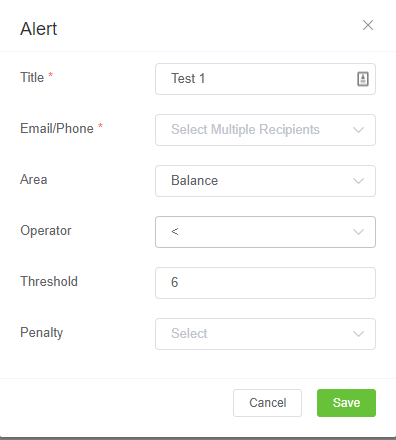 Alert
Title *
Test 1
Email/Phone *
Select Multiple Recipients
Area
Balance
Operator
<
Threshold
6
Penalty
Select
Cancel
Save